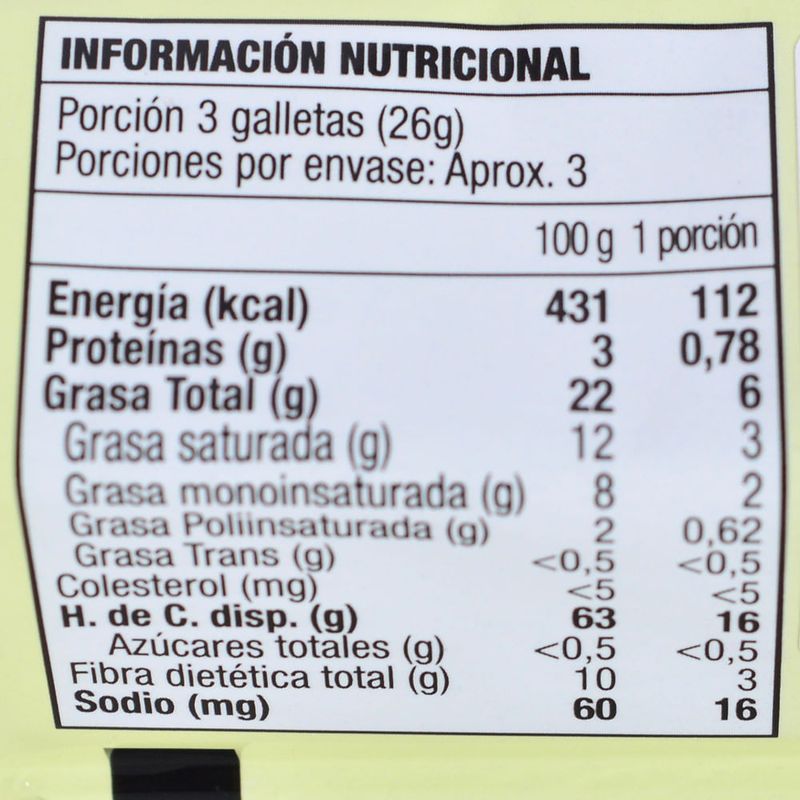 INFORMACIÓN NUTRICIONAL
Porción 3 galletas (26g)
Porciones por envase: Aprox. 3
100 g 1 porción
Energía (kcal) 431 112
Proteínas (g) 3 0,78
Grasa Total (g) 22 6
Grasa saturada (g) 12 3
Grasa monoinsaturada (g) 8 2
Grasa Poliinsaturada (g) 2 0,62
Grasa Trans (g) <0,5 <0,5
Colesterol (mg) <5 <5
H. de C. disp. (g) 63 16
Azúcares totales (g) <0,5 <0,5
Fibra dietética total (g) 10 3
Sodio (mg) 60 16